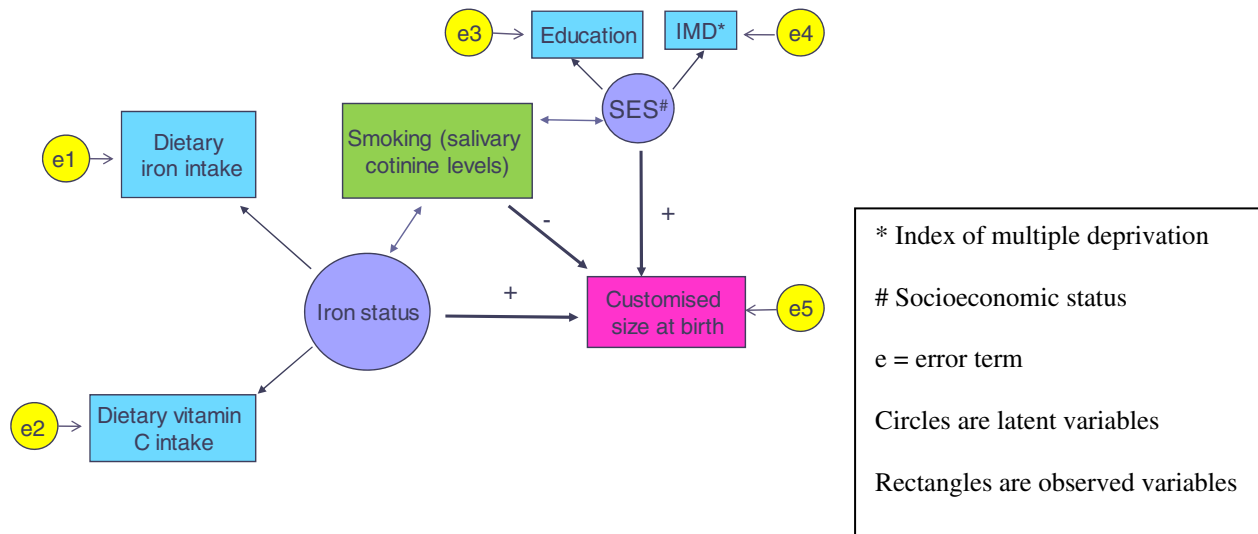 e3
Education
IMD*
e4
SES#
Smoking (salivary
cotinine levels)
e1
Dietary
iron intake
-
+
Iron status
+
Customised
size at birth
e5
e2
Dietary vitamin
C intake
* Index of multiple deprivation
# Socioeconomic status
e = error term
Circles are latent variables
Rectangles are observed variables